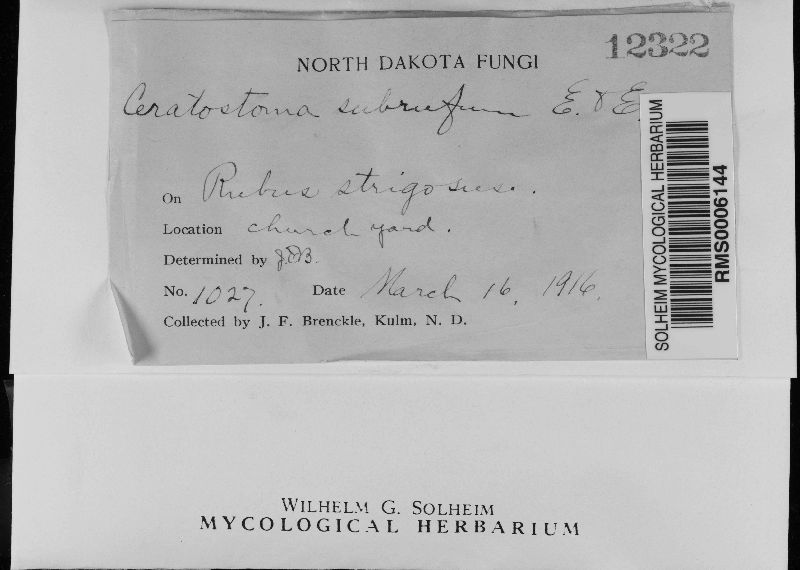 12322
NORTH DAKOTA FUNGI
Ceratostoma subrufum E. & E.
On Rubus strigosus.
Location church yard.
Determined by J.F.B.
No. 1027. Date March 16, 1916.
Collected by J. F. Brenckle, Kulm, N. D.
SOLHEIM MYCOLOGICAL HERBARIUM
RMS0006144
WILHELM G. SOLHEIM
MYCOLOGICAL HERBARIUM